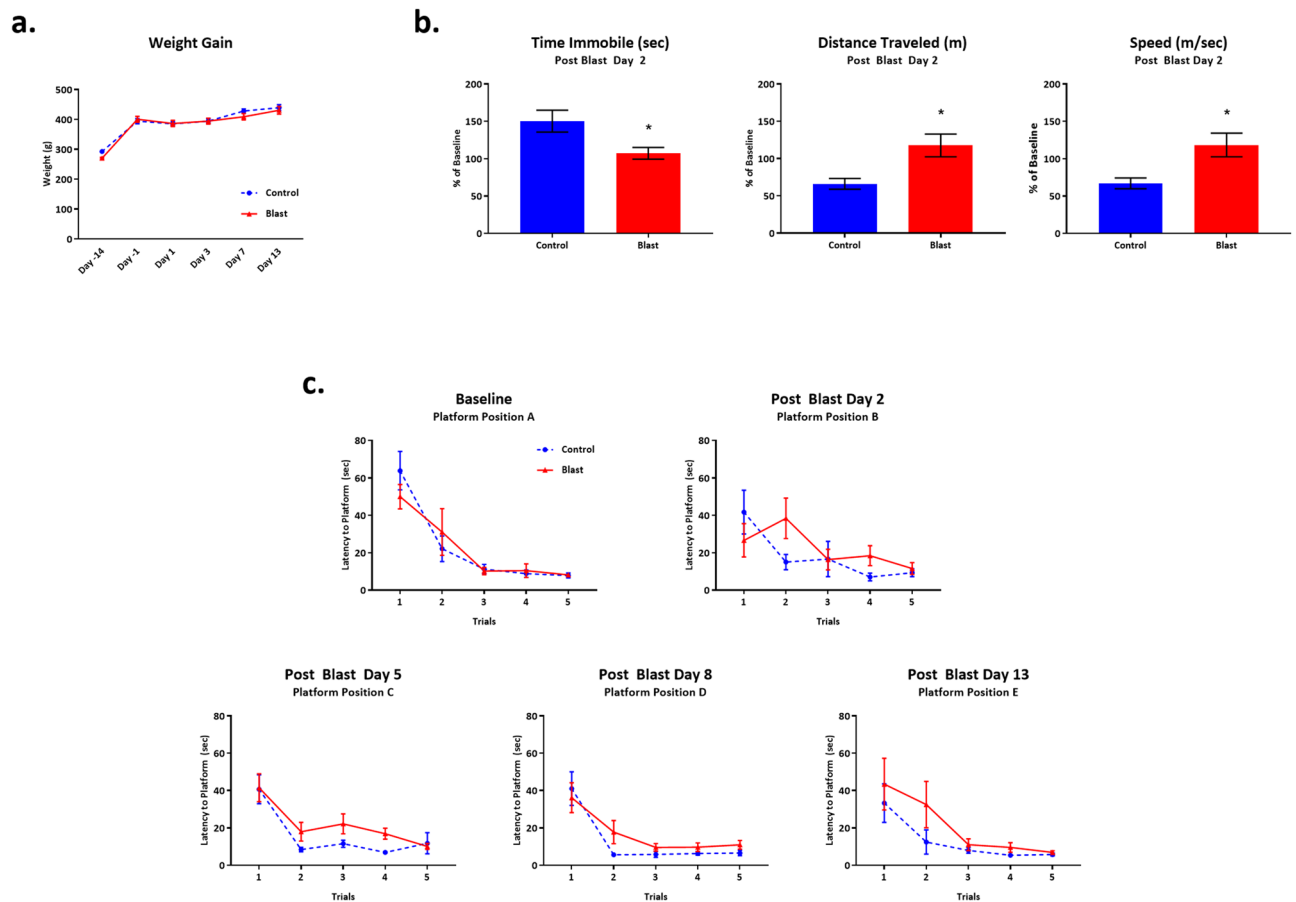 a.
Weight Gain
500
400
300
200
100
0
Weight (g)
Control
Blast
Day -14
Day -1
Day 1
Day 3
Day 7
Day 13
b.
Time Immobile (sec)
Post Blast Day 2
200
150
100
50
0
% of Baseline
*
Control
Blast
Distance Traveled (m)
Post Blast Day 2
200
150
100
50
0
% of Baseline
*
Control
Blast
Speed (m/sec)
Post Blast Day 2
200
150
100
50
0
% of Baseline
*
Control
Blast
c.
Baseline
Platform Position A
80
60
40
20
0
Latency to Platform (sec)
Control
Blast
1 2 3 4 5
Trials
Post Blast Day 2
Platform Position B
80
60
40
20
0
Latency to Platform (sec)
1 2 3 4 5
Trials
Post Blast Day 5
Platform Position C
80
60
40
20
0
Latency to Platform (sec)
1 2 3 4 5
Trials
Post Blast Day 8
Platform Position D
80
60
40
20
0
Latency to Platform (sec)
1 2 3 4 5
Trials
Post Blast Day 13
Platform Position E
80
60
40
20
0
Latency to Platform (sec)
1 2 3 4 5
Trials